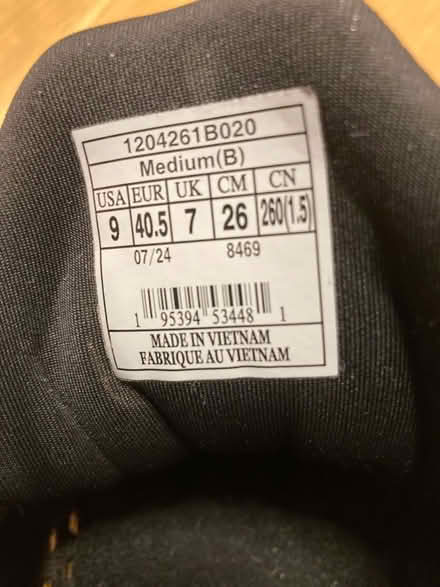 1204261B020
Medium(B)
USA EUR UK CM CN
9 40.5 7 26 260(1.5)
07/24 8469
1 95394 53448 1
MADE IN VIETNAM
FABRIQUE AU VIETNAM